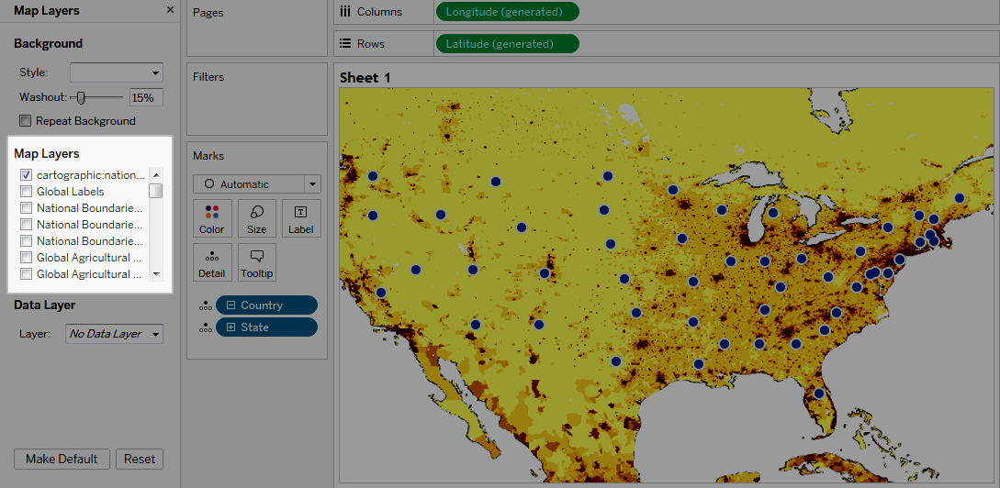 Map Layers ×
Background
Style:
Washout: 15%
Repeat Background
Map Layers
cartographic:nation...
Global Labels
National Boundarie...
National Boundarie...
National Boundarie...
Global Agricultural ...
Global Agricultural ...
Data Layer
Layer: No Data Layer
Make Default Reset
Pages
Filters
Marks
Automatic
Color Size Label
Detail Tooltip
Country
State
Columns Longitude (generated)
Rows Latitude (generated)
Sheet 1